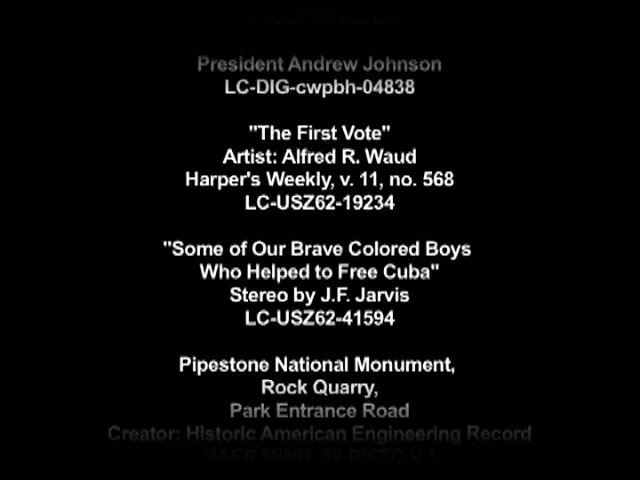 President Andrew Johnson
LC-DIG-cwpbh-04838
"The First Vote"
Artist: Alfred R. Waud
Harper's Weekly, v. 11, no. 568
LC-USZ62-19234
"Some of Our Brave Colored Boys
Who Helped to Free Cuba"
Stereo by J.F. Jarvis
LC-USZ62-41594
Pipestone National Monument,
Rock Quarry,
Park Entrance Road
Creator: Historic American Engineering Record